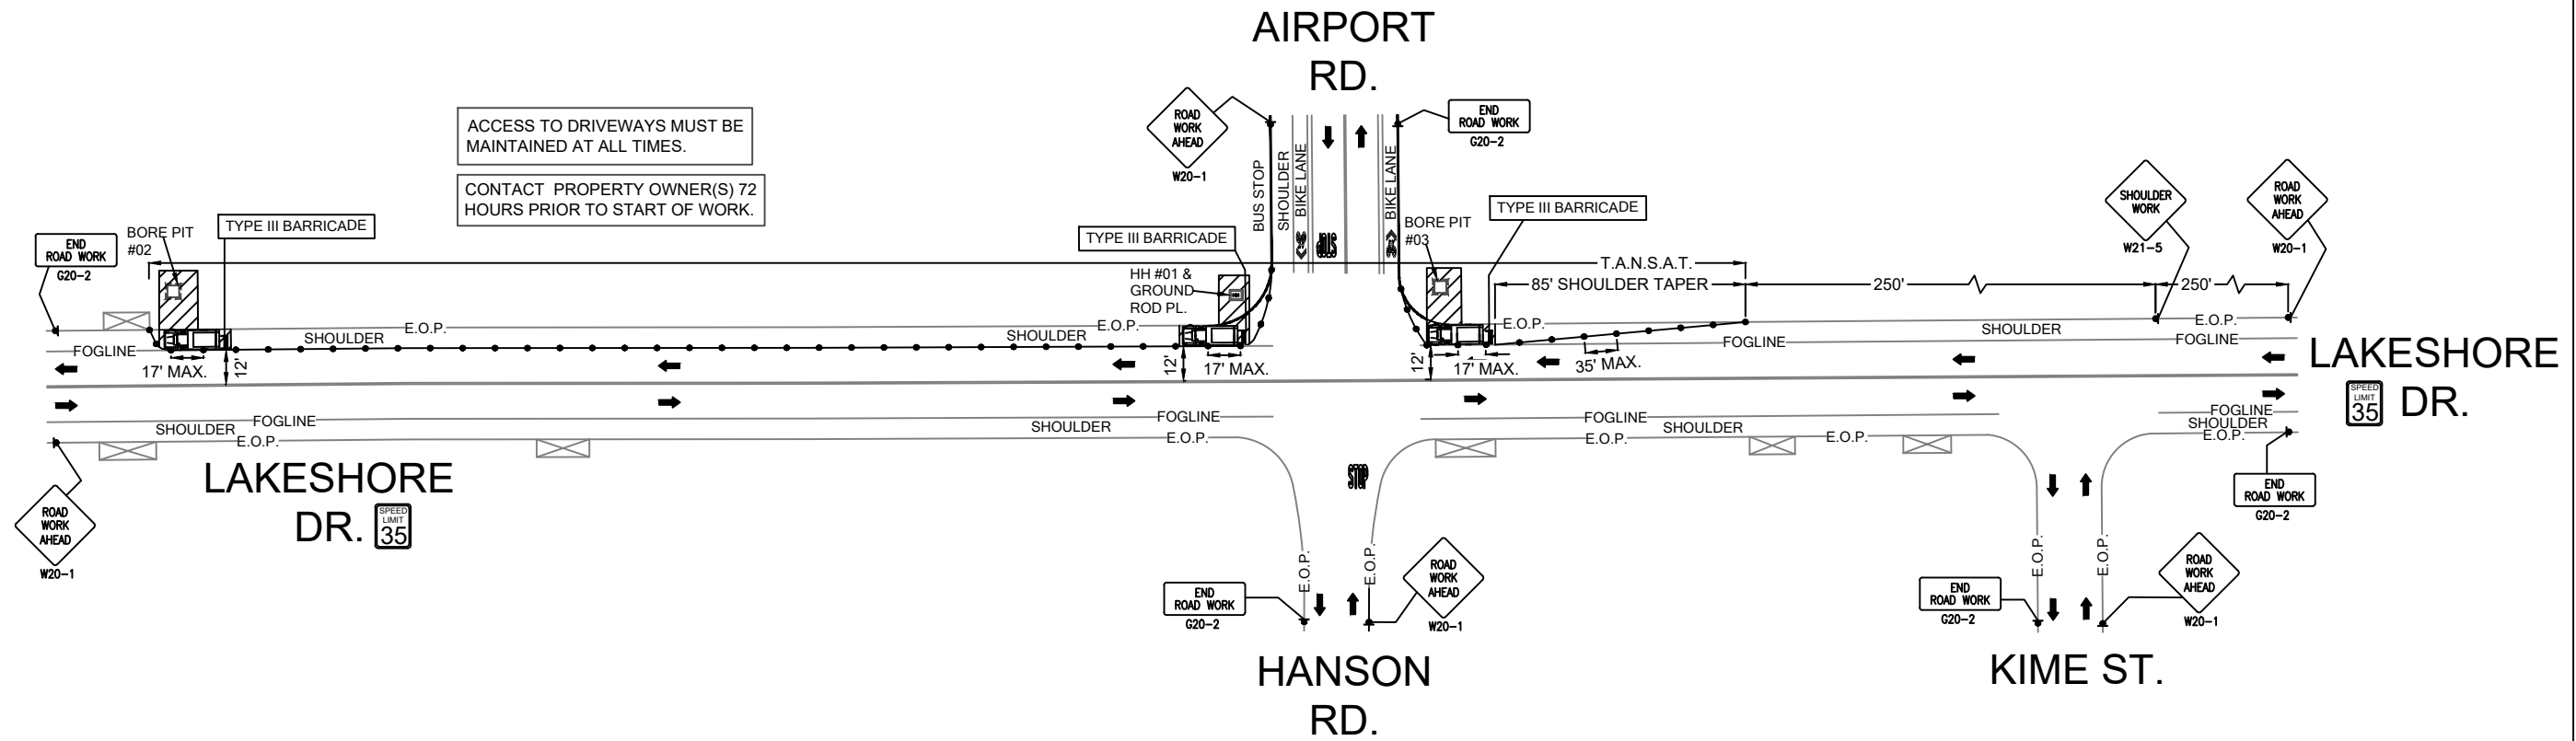 AIRPORT
RD.
ACCESS TO DRIVEWAYS MUST BE
MAINTAINED AT ALL TIMES.
CONTACT PROPERTY OWNER(S) 72
HOURS PRIOR TO START OF WORK.
ROAD
WORK
AHEAD
W20-1
END
ROAD WORK
G20-2
BUS STOP
SHOULDER
BIKE LANE
BIKE LANE
STOP
SHOULDER
WORK
W21-5
ROAD
WORK
AHEAD
W20-1
TYPE III BARRICADE
TYPE III BARRICADE
TYPE III BARRICADE
END
ROAD WORK
G20-2
BORE PIT
#02
BORE PIT
#03
HH #01 &
GROUND
ROD PL.
T.A.N.S.A.T.
85' SHOULDER TAPER
250'
250'
E.O.P.
SHOULDER
SHOULDER
E.O.P.
E.O.P.
SHOULDER
E.O.P.
FOGLINE
FOGLINE
FOGLINE
17' MAX.
12'
12'
17' MAX.
12'
17' MAX.
35' MAX.
LAKESHORE
DR.
SPEED
LIMIT
35
FOGLINE
SHOULDER
E.O.P.
SHOULDER
FOGLINE
E.O.P.
FOGLINE
E.O.P.
SHOULDER
E.O.P.
FOGLINE
SHOULDER
E.O.P.
LAKESHORE
DR.
SPEED
LIMIT
35
ROAD
WORK
AHEAD
W20-1
STOP
END
ROAD WORK
G20-2
E.O.P.
E.O.P.
END
ROAD WORK
G20-2
ROAD
WORK
AHEAD
W20-1
E.O.P.
E.O.P.
END
ROAD WORK
G20-2
ROAD
WORK
AHEAD
W20-1
HANSON
RD.
KIME ST.